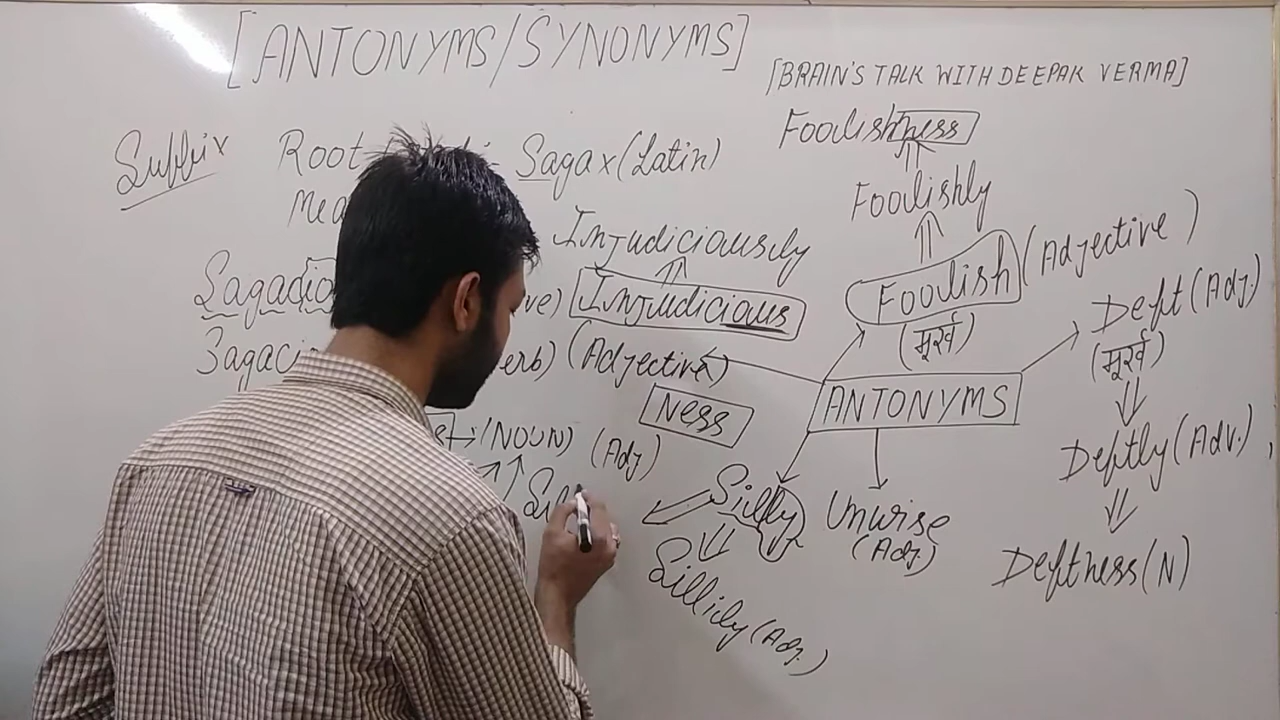 [ANTONYMS/SYNONYMS]
[BRAIN'S TALK WITH DEEPAK VERMA]
Foolishness
Suffix Root Sagax (Latin)
Foolishly
Injudiciously
Foolish (Adjective)
(मूर्ख)
Injudicious
(Adjective)
Deft (Adj.)
(मूर्ख)
ANTONYMS
NESS
(NOUN) (Adj)
Deftly (Adv.)
Silly
Unwise
(Adj)
Sillily (Adj.)
Deftness (N)